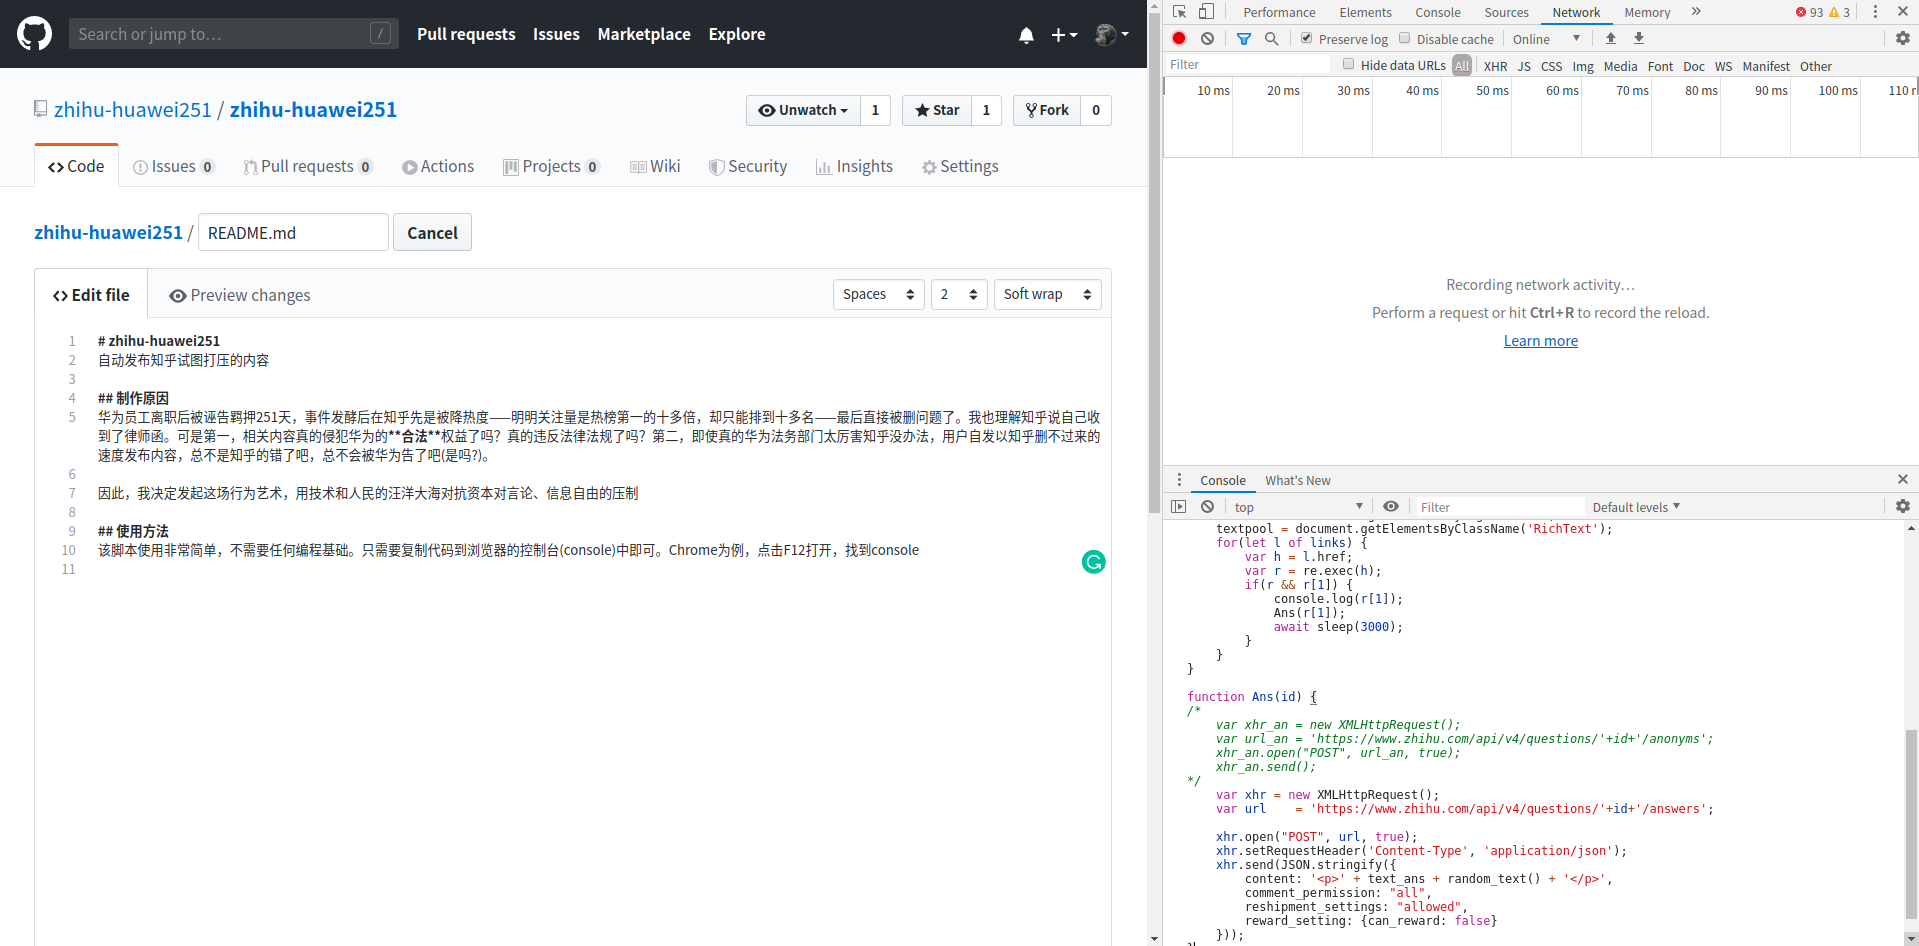 Search or jump to…
/
Pull requests
Issues
Marketplace
Explore
zhihu-huawei251 / zhihu-huawei251
Unwatch 1
Star 1
Fork 0
Code
Issues 0
Pull requests 0
Actions
Projects 0
Wiki
Security
Insights
Settings
zhihu-huawei251 / README.md Cancel
Edit file
Preview changes
Spaces
2
Soft wrap
1 # zhihu-huawei251
2 自动发布知乎试图打压的内容
3
4 ## 制作原因
5 华为员工离职后被诬告羁押251天，事件发酵后在知乎先是被降热度——明明关注量是热榜第一的十多倍，却只能排到十多名——最后直接被删问题了。我也理解知乎说自己收
到了律师函。可是第一，相关内容真的侵犯华为的**合法**权益了吗？真的违反法律法规了吗？第二，即使真的华为法务部门太厉害知乎没办法，用户自发以知乎删不过来的
速度发布内容，总不是知乎的错了吧，总不会被华为告了吧(是吗?)。
6
7 因此，我决定发起这场行为艺术，用技术和人民的汪洋大海对抗资本对言论、信息自由的压制
8
9 ## 使用方法
10 该脚本使用非常简单，不需要任何编程基础。只需要复制代码到浏览器的控制台(console)中即可。Chrome为例，点击F12打开，找到console
11
Performance Elements Console Sources Network Memory » 93 3
Preserve log Disable cache Online
Filter Hide data URLs All XHR JS CSS Img Media Font Doc WS Manifest Other
10 ms 20 ms 30 ms 40 ms 50 ms 60 ms 70 ms 80 ms 90 ms 100 ms 110 r
Recording network activity…
Perform a request or hit Ctrl+R to record the reload.
Learn more
Console What's New
top Filter Default levels
textpool = document.getElementsByClassName('RichText');
for(let l of links) {
var h = l.href;
var r = re.exec(h);
if(r && r[1]) {
console.log(r[1]);
Ans(r[1]);
await sleep(3000);
}
}
}
function Ans(id) {
/*
var xhr_an = new XMLHttpRequest();
var url_an = 'https://www.zhihu.com/api/v4/questions/'+id+'/anonyms';
xhr_an.open("POST", url_an, true);
xhr_an.send();
*/
var xhr = new XMLHttpRequest();
var url    = 'https://www.zhihu.com/api/v4/questions/'+id+'/answers';
xhr.open("POST", url, true);
xhr.setRequestHeader('Content-Type', 'application/json');
xhr.send(JSON.stringify({
content: '<p>' + text_ans + random_text() + '</p>',
comment_permission: "all",
reshipment_settings: "allowed",
reward_setting: {can_reward: false}
}));